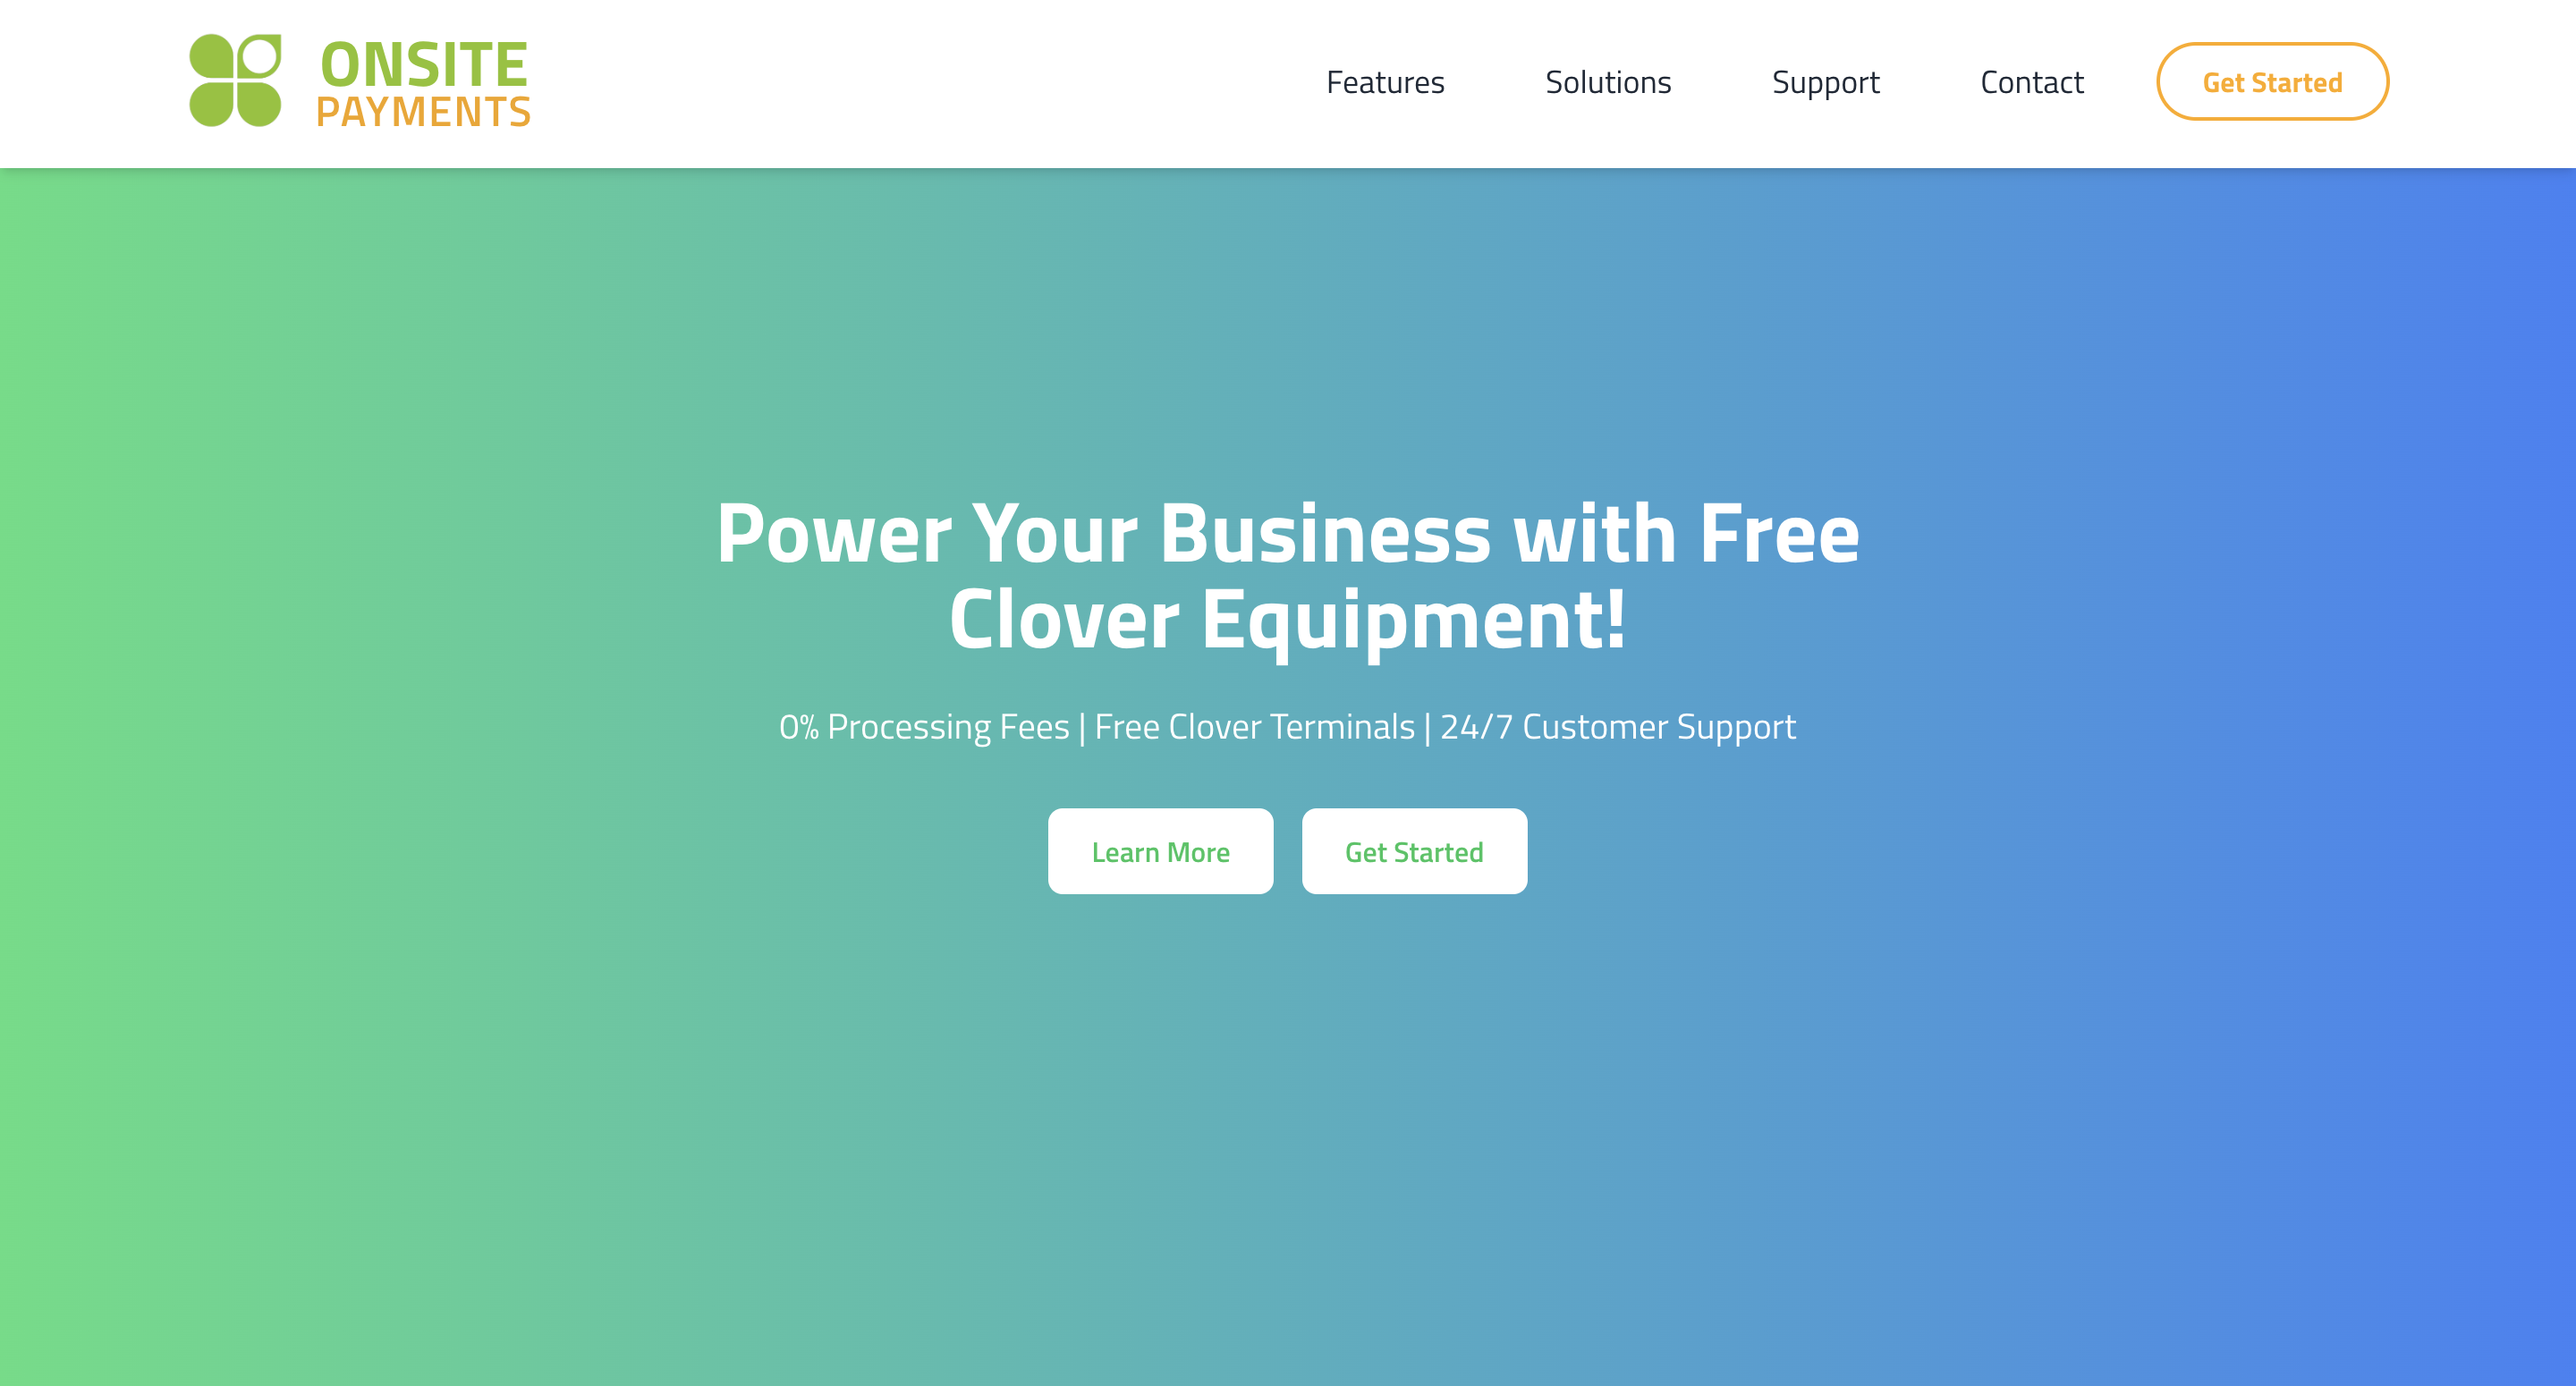 ONSITE
PAYMENTS
Features Solutions Support Contact Get Started
Power Your Business with Free
Clover Equipment!
0% Processing Fees | Free Clover Terminals | 24/7 Customer Support
Learn More Get Started